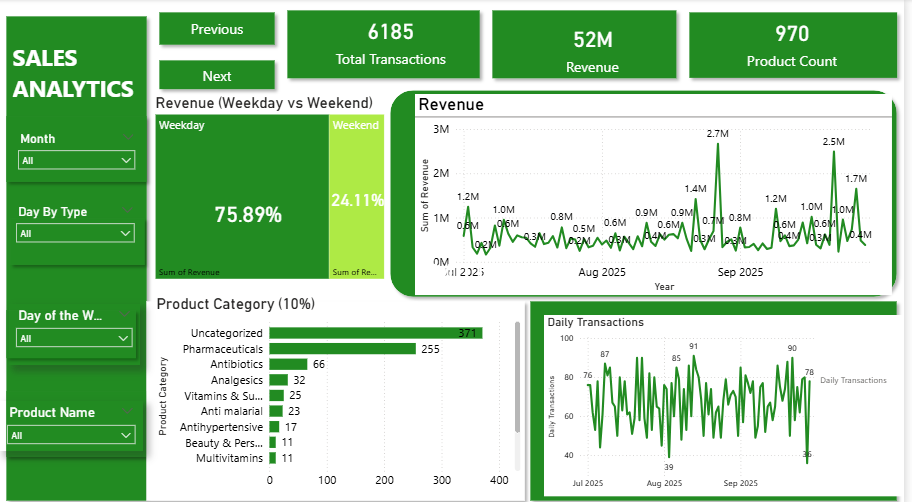 SALES
ANALYTICS
Month
All
Day By Type
All
Day of the W...
All
Product Name
All
Previous
Next
6185
Total Transactions
52M
Revenue
970
Product Count
Revenue (Weekday vs Weekend)
Weekday
Weekend
75.89%
24.11%
Sum of Revenue
Sum of Re...
Revenue
3M
2M
1M
0M
Sum of Revenue
1.2M
0.6M
0.2M
1.0M
0.6M
0.3M
0.8M
0.2M
0.5M
0.6M
0.3M
0.9M
0.4M
0.6M
0.9M
1.4M
0.3M
0.7M
2.7M
0.3M
0.8M
1.2M
0.6M
0.4M
1.0M
0.3M
0.6M
2.5M
1.0M
1.7M
0.4M
Jul 2025
Aug 2025
Sep 2025
Year
Product Category (10%)
Product Category
Uncategorized 371
Pharmaceuticals 255
Antibiotics 66
Analgesics 32
Vitamins & Su... 25
Anti malarial 23
Antihypertensive 17
Beauty & Pers... 11
Multivitamins 11
0 100 200 300 400
Daily Transactions
Daily Transactions
100
80
60
40
76
87
39
85
91
90
36
78
Daily Transactions
Jul 2025
Aug 2025
Sep 2025